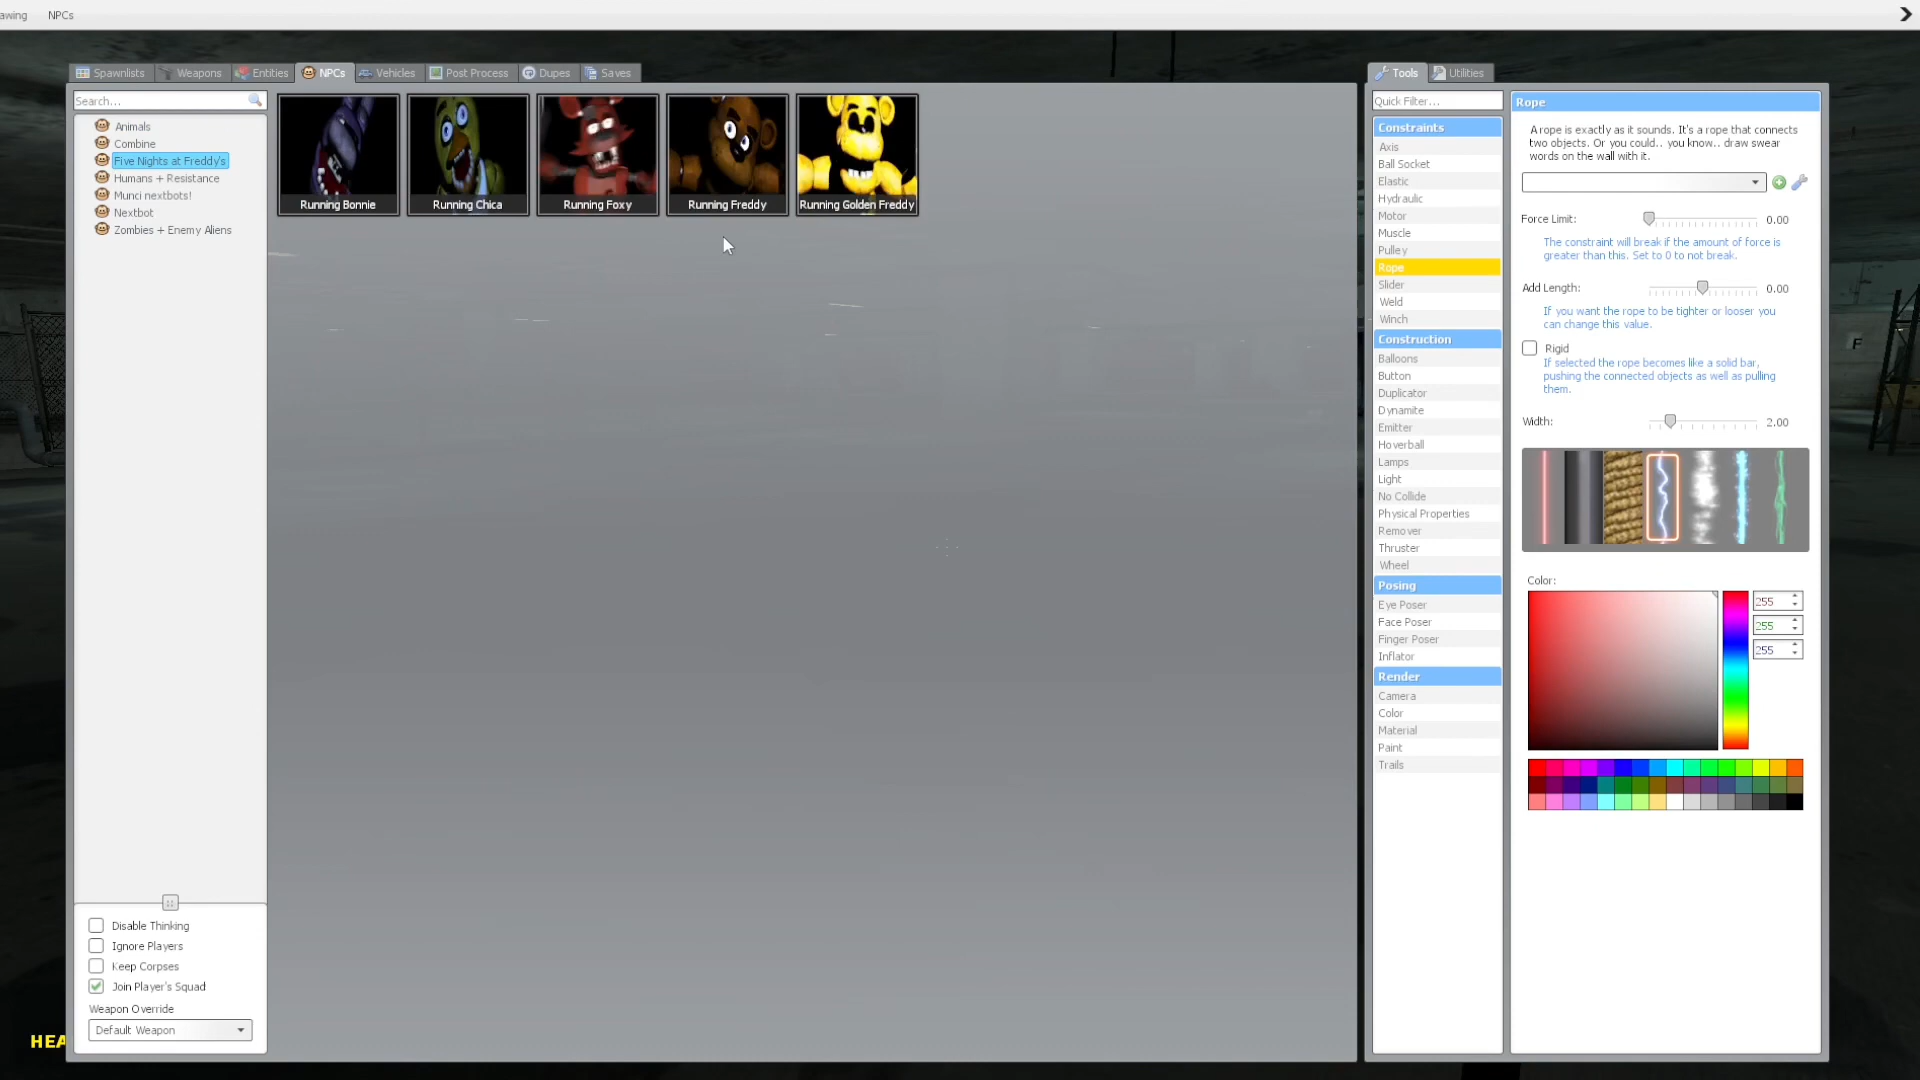 awing NPCs
Spawnlists Weapons Entities NPCs Vehicles Post Process Dupes Saves
Search...
Animals
Combine
Five Nights at Freddy's
Humans + Resistance
Munci nextbots!
Nextbot
Zombies + Enemy Aliens
Running Bonnie Running Chica Running Foxy Running Freddy Running Golden Freddy
Disable Thinking
Ignore Players
Keep Corpses
Join Player's Squad
Weapon Override
Default Weapon
HEA
Tools Utilities
Quick Filter...
Constraints
Axis
Ball Socket
Elastic
Hydraulic
Motor
Muscle
Pulley
Rope
Slider
Weld
Winch
Construction
Balloons
Button
Duplicator
Dynamite
Emitter
Hoverball
Lamps
Light
No Collide
Physical Properties
Remover
Thruster
Wheel
Posing
Eye Poser
Face Poser
Finger Poser
Inflator
Render
Camera
Color
Material
Paint
Trails
Rope
A rope is exactly as it sounds. It's a rope that connects
two objects. Or you could.. you know.. draw swear
words on the wall with it.
Force Limit: 0.00
The constraint will break if the amount of force is
greater than this. Set to 0 to not break.
Add Length: 0.00
If you want the rope to be tighter or looser you
can change this value.
Rigid
If selected the rope becomes like a solid bar,
pushing the connected objects as well as pulling
them.
Width: 2.00
Color:
255
255
255
F